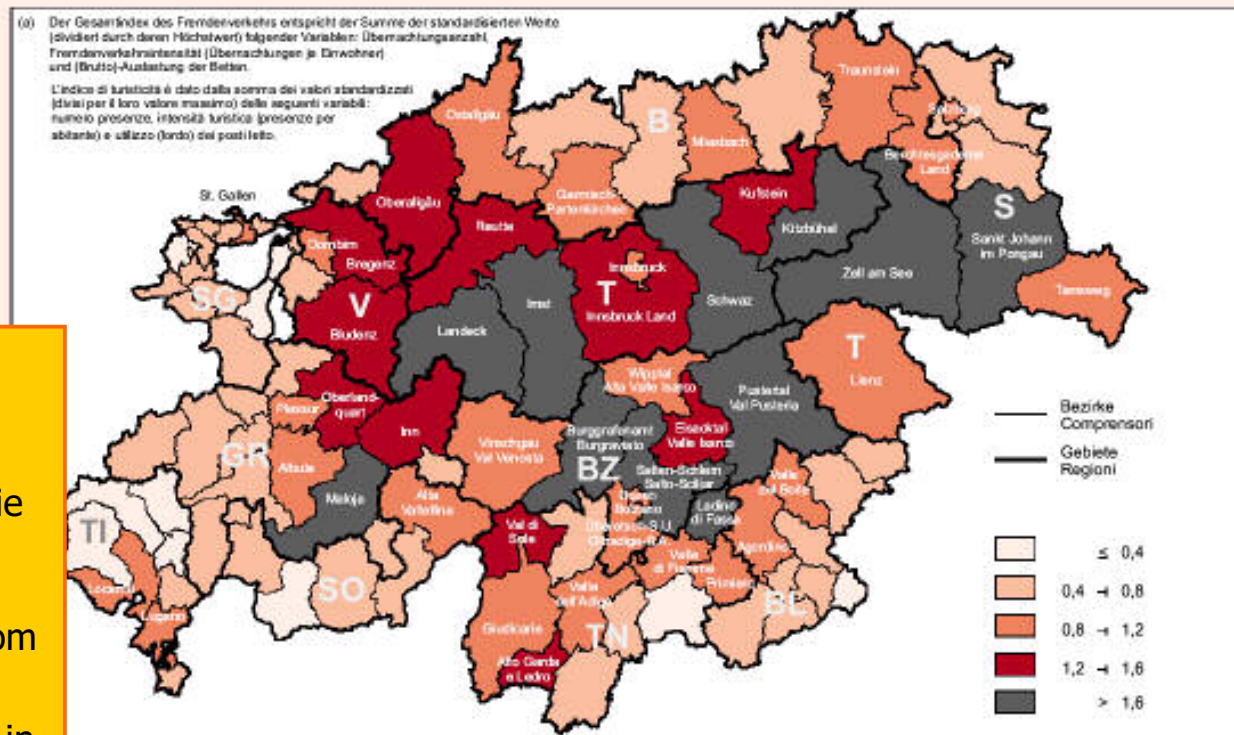 (a) Der Gesamtindex des Fremdenverkehrs entspricht der Summe der standardisierten Werte
(dividiert durch deren Höchstwert) folgender Variablen: Übernachtungsanzahl,
Fremdenverkehrsintensität (Übernachtungen je Einwohner)
und (Brutto)-Auslastung der Betten.
L'indice di turisticità è dato dalla somma dei valori standardizzati
(divisi per il loro valore massimo) delle seguenti variabili:
numero presenze, intensità turistica (presenze per
abitante) e utilizzo (lordo) dei posti letto.
Traunstein
Ostallgäu
B
Miesbach
Salzburg
Berchtesgadener
Land
Garmisch-
Partenkirchen
St. Gallen
Oberallgäu
Kufstein
S
Reutte
Kitzbühel
Sankt Johann
im Pongau
Dornbirn
Bregenz
Innsbruck
Zell am See
Tamsweg
SG
V
Imst
T
Schwaz
Bludenz
Landeck
Innsbruck Land
T
Lienz
Wipptal
Alta Valle Isarco
Pustertal
Val Pusteria
Oberland-
quart
Plessur
Inn
Burggrafenamt
Burgraviato
Eisacktal
Valle Isarco
Vinschgau
Val Venosta
GR
Albula
BZ
Salten-Schlern
Salto-Sciliar
Maloja
Alta
Valtellina
Valle
del Boite
Bozen
Bolzano
Ladina
di Fassa
Überetsch-S.U.
Oltradige-B.A.
TI
Val di
Sole
Agordino
Valle
di Fiemme
Primiero
Locarno
SO
Valle
dell'Adige
BL
Lugano
Giudicarie
TN
Alto Garda
e Ledro
Bezirke
Comprensori
Gebiete
Regioni
≤ 0,4
0,4 ⊣ 0,8
0,8 ⊣ 1,2
1,2 ⊣ 1,6
> 1,6
ie
om
in